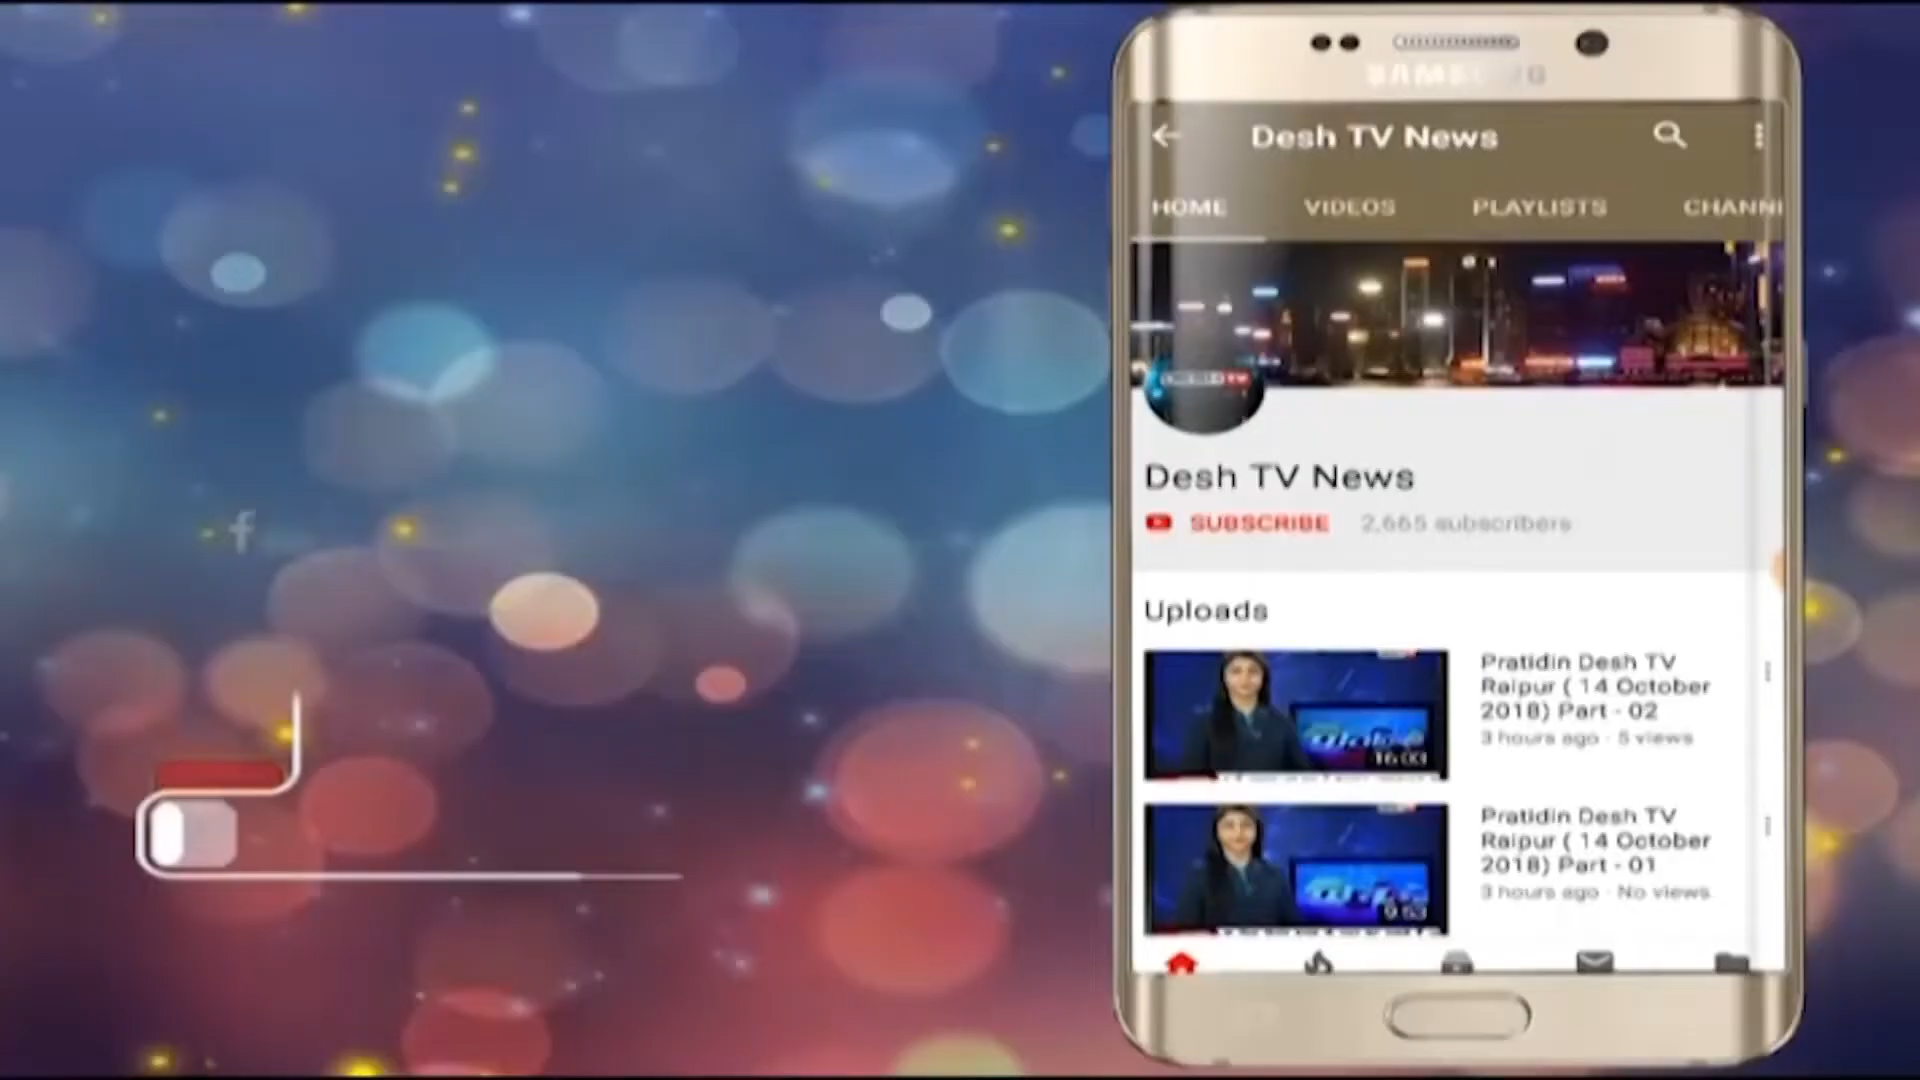 f
SAMSUNG
Desh TV News
HOME VIDEOS PLAYLISTS CHANN
Desh TV News
SUBSCRIBE 2,665 subscribers
Uploads
Pratidin Desh TV
Raipur ( 14 October
2018) Part - 02
3 hours ago · 5 views
16:03
Pratidin Desh TV
Raipur ( 14 October
2018) Part - 01
3 hours ago · No views
9:53